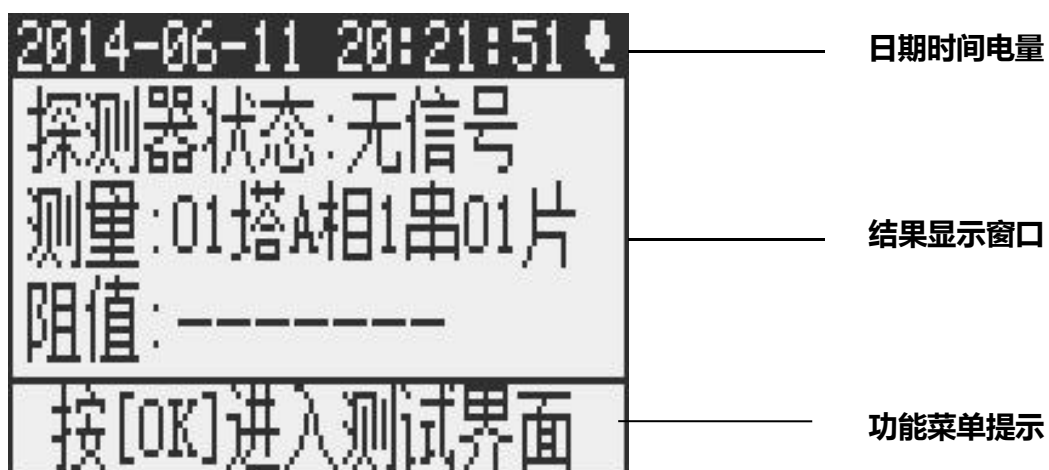 2014-06-11 20:21:51
日期时间电量
探测器状态:无信号
测量:01塔A相1串01片
结果显示窗口
阻值:-------
按[OK]进入测试界面
功能菜单提示